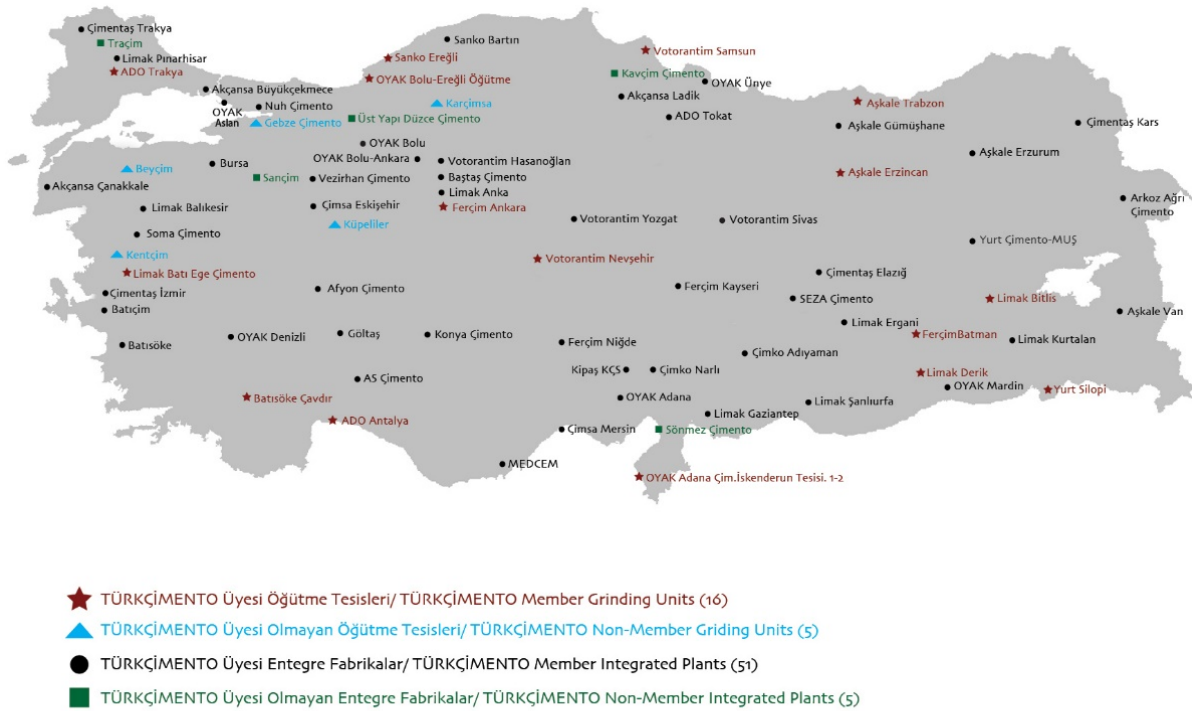 Çimentaş Trakya
Traçim
Limak Pınarhisar
ADO Trakya
Akçansa Büyükçekmece
OYAK
Aslan
Nuh Çimento
Gebze Çimento
Sanko Bartın
Sanko Ereğli
OYAK Bolu-Ereğli Öğütme
Karçimsa
Üst Yapı Düzce Çimento
OYAK Bolu
OYAK Bolu-Ankara
Votorantim Samsun
Kavçim Çimento
OYAK Ünye
Akçansa Ladik
ADO Tokat
Aşkale Trabzon
Aşkale Gümüşhane
Çimentaş Kars
Aşkale Erzurum
Aşkale Erzincan
Arkoz Ağrı
Çimento
Beyçim
Bursa
Sançim
Akçansa Çanakkale
Vezirhan Çimento
Votorantim Hasanoğlan
Baştaş Çimento
Limak Anka
Ferçim Ankara
Limak Balıkesir
Çimsa Eskişehir
Küpeliler
Soma Çimento
Votorantim Yozgat
Votorantim Sivas
Yurt Çimento-MUŞ
Kentçim
Limak Batı Ege Çimento
Votorantim Nevşehir
Çimentaş Elazığ
Çimentaş İzmir
Afyon Çimento
Ferçim Kayseri
SEZA Çimento
Limak Bitlis
Batıçim
Aşkale Van
Limak Ergani
Batısöke
OYAK Denizli
Göltaş
Konya Çimento
Ferçim Niğde
FerçimBatman
Limak Kurtalan
Çimko Adıyaman
AS Çimento
Kipaş KÇS
Çimko Narlı
Limak Derik
OYAK Mardin
Yurt Silopi
Batısöke Çavdır
OYAK Adana
Limak Şanlıurfa
ADO Antalya
Limak Gaziantep
Çimsa Mersin
Sönmez Çimento
MEDCEM
OYAK Adana Çim.İskenderun Tesisi. 1-2
TÜRKÇİMENTO Üyesi Öğütme Tesisleri/ TÜRKÇİMENTO Member Grinding Units (16)
TÜRKÇİMENTO Üyesi Olmayan Öğütme Tesisleri/ TÜRKÇİMENTO Non-Member Griding Units (5)
TÜRKÇİMENTO Üyesi Entegre Fabrikalar/ TÜRKÇİMENTO Member Integrated Plants (51)
TÜRKÇİMENTO Üyesi Olmayan Entegre Fabrikalar/ TÜRKÇİMENTO Non-Member Integrated Plants (5)